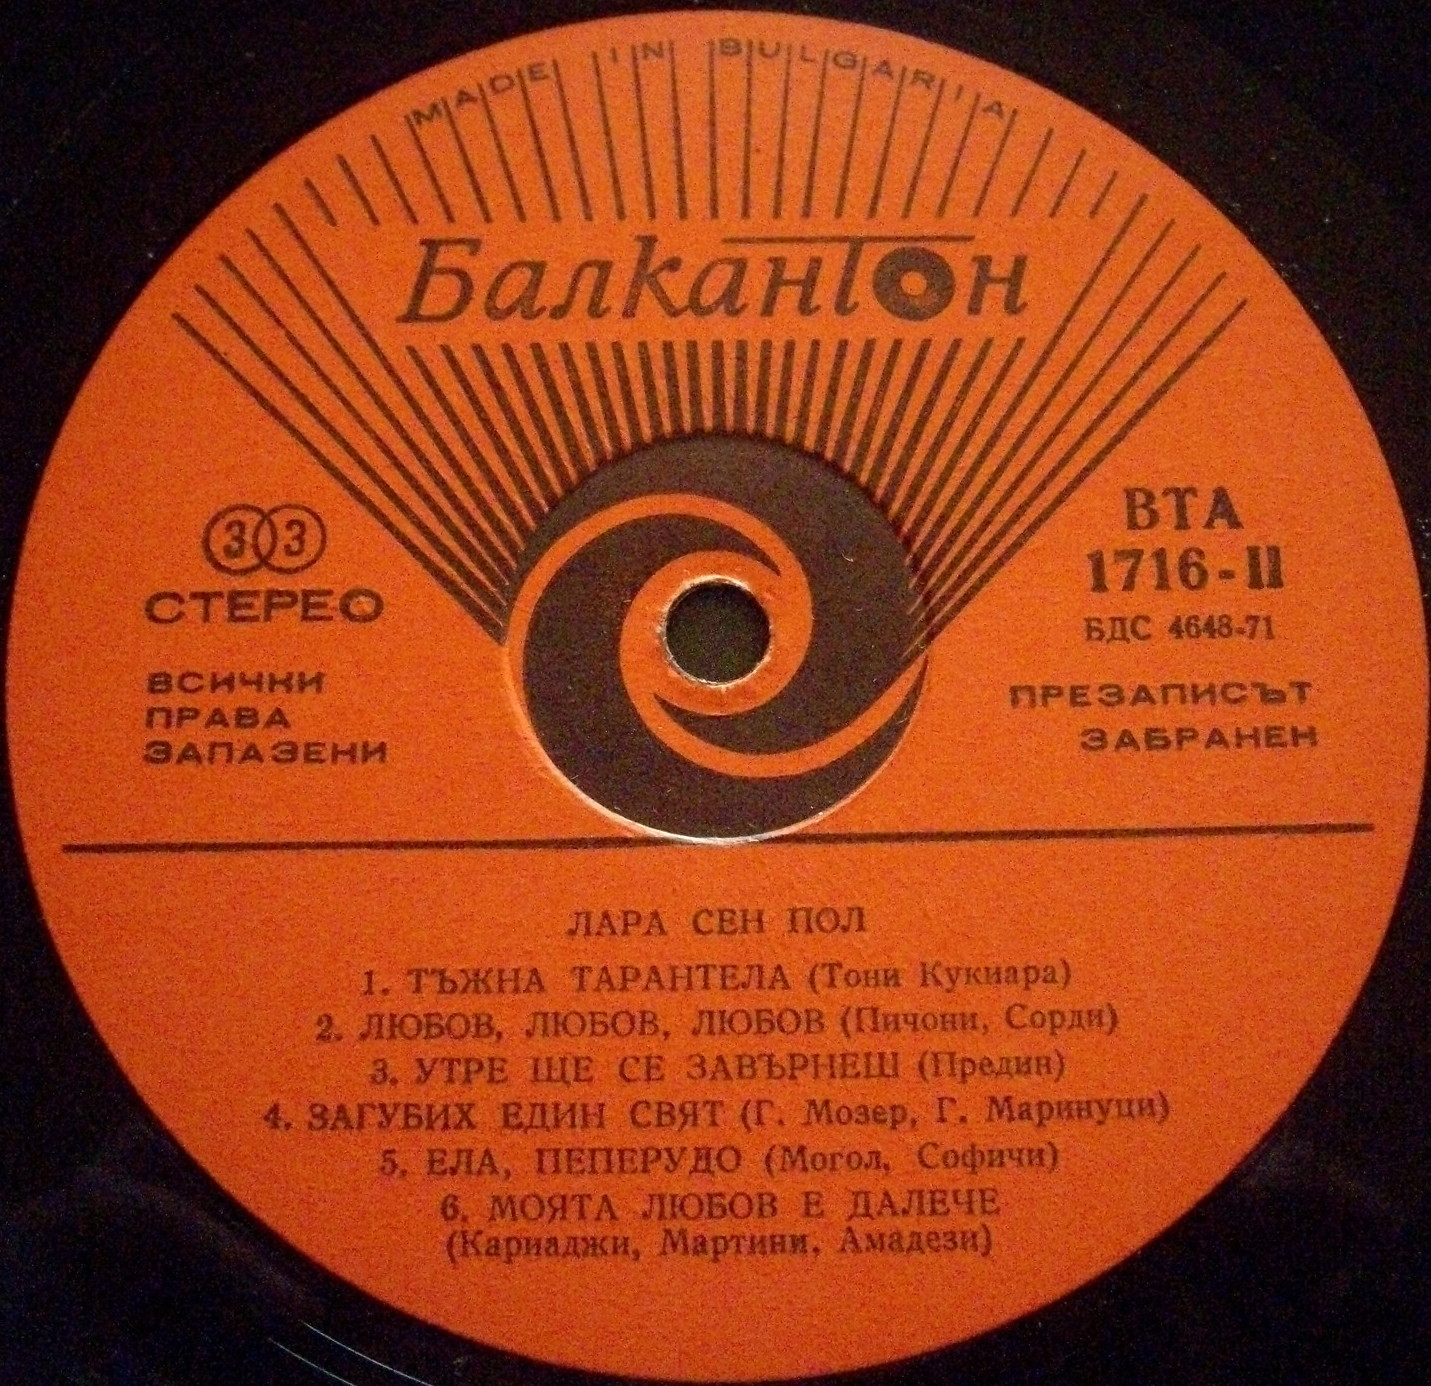 MADE IN BULGARIA
Балкантон
33
СТЕРЕО
ВСИЧКИ
ПРАВА
ЗАПАЗЕНИ
ВТА
1716-II
БДС 4648-71
ПРЕЗАПИСЪТ
ЗАБРАНЕН
ЛАРА СЕН ПОЛ
1. ТЪЖНА ТАРАНТЕЛА (Тони Кукиара)
2. ЛЮБОВ, ЛЮБОВ, ЛЮБОВ (Пичони, Сорди)
3. УТРЕ ЩЕ СЕ ЗАВЪРНЕШ (Предин)
4. ЗАГУБИХ ЕДИН СВЯТ (Г. Мозер, Г. Маринуци)
5. ЕЛА, ПЕПЕРУДО (Могол, Софичи)
6. МОЯТА ЛЮБОВ Е ДАЛЕЧЕ
(Кариаджи, Мартини, Амадези)